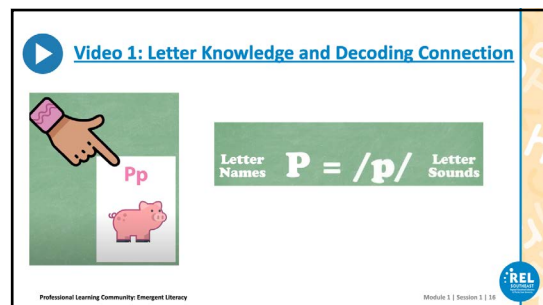 Video 1: Letter Knowledge and Decoding Connection
Pp
Letter Names
P = /p/
Letter Sounds
Professional Learning Community: Emergent Literacy
Module 1 | Session 1 | 16
REL
SOUTHEAST